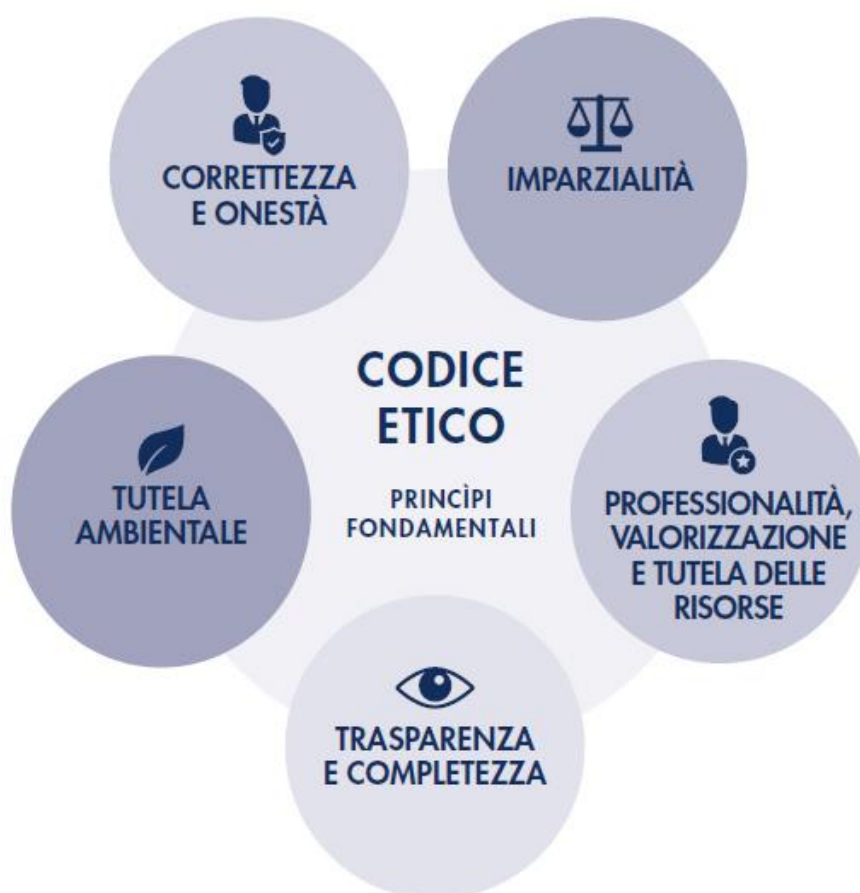 CORRETTEZZA
E ONESTÀ
IMPARZIALITÀ
CODICE
ETICO
PRINCÌPI
FONDAMENTALI
TUTELA
AMBIENTALE
PROFESSIONALITÀ,
VALORIZZAZIONE
E TUTELA DELLE
RISORSE
TRASPARENZA
E COMPLETEZZA